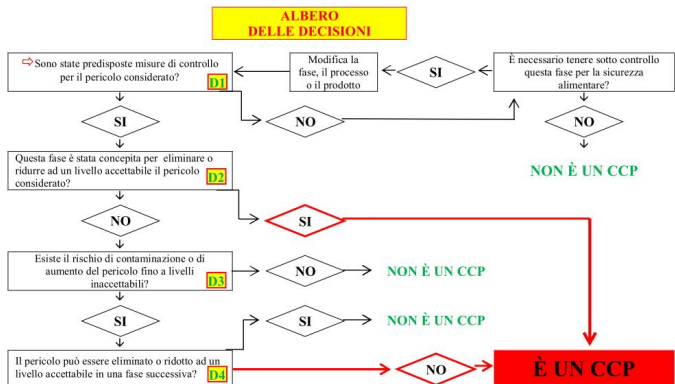 ALBERO
DELLE DECISIONI
⇨Sono state predisposte misure di controllo
per il pericolo considerato?
D1
Modifica la
fase, il processo
o il prodotto
SI
È necessario tenere sotto controllo
questa fase per la sicurezza
alimentare?
SI
NO
NO
NON È UN CCP
Questa fase è stata concepita per eliminare o
ridurre ad un livello accettabile il pericolo
considerato?
D2
NO
SI
Esiste il rischio di contaminazione o di
aumento del pericolo fino a livelli
inaccettabili?
D3
NO
NON È UN CCP
SI
SI
NON È UN CCP
Il pericolo può essere eliminato o ridotto ad un
livello accettabile in una fase successiva?
D4
NO
È UN CCP